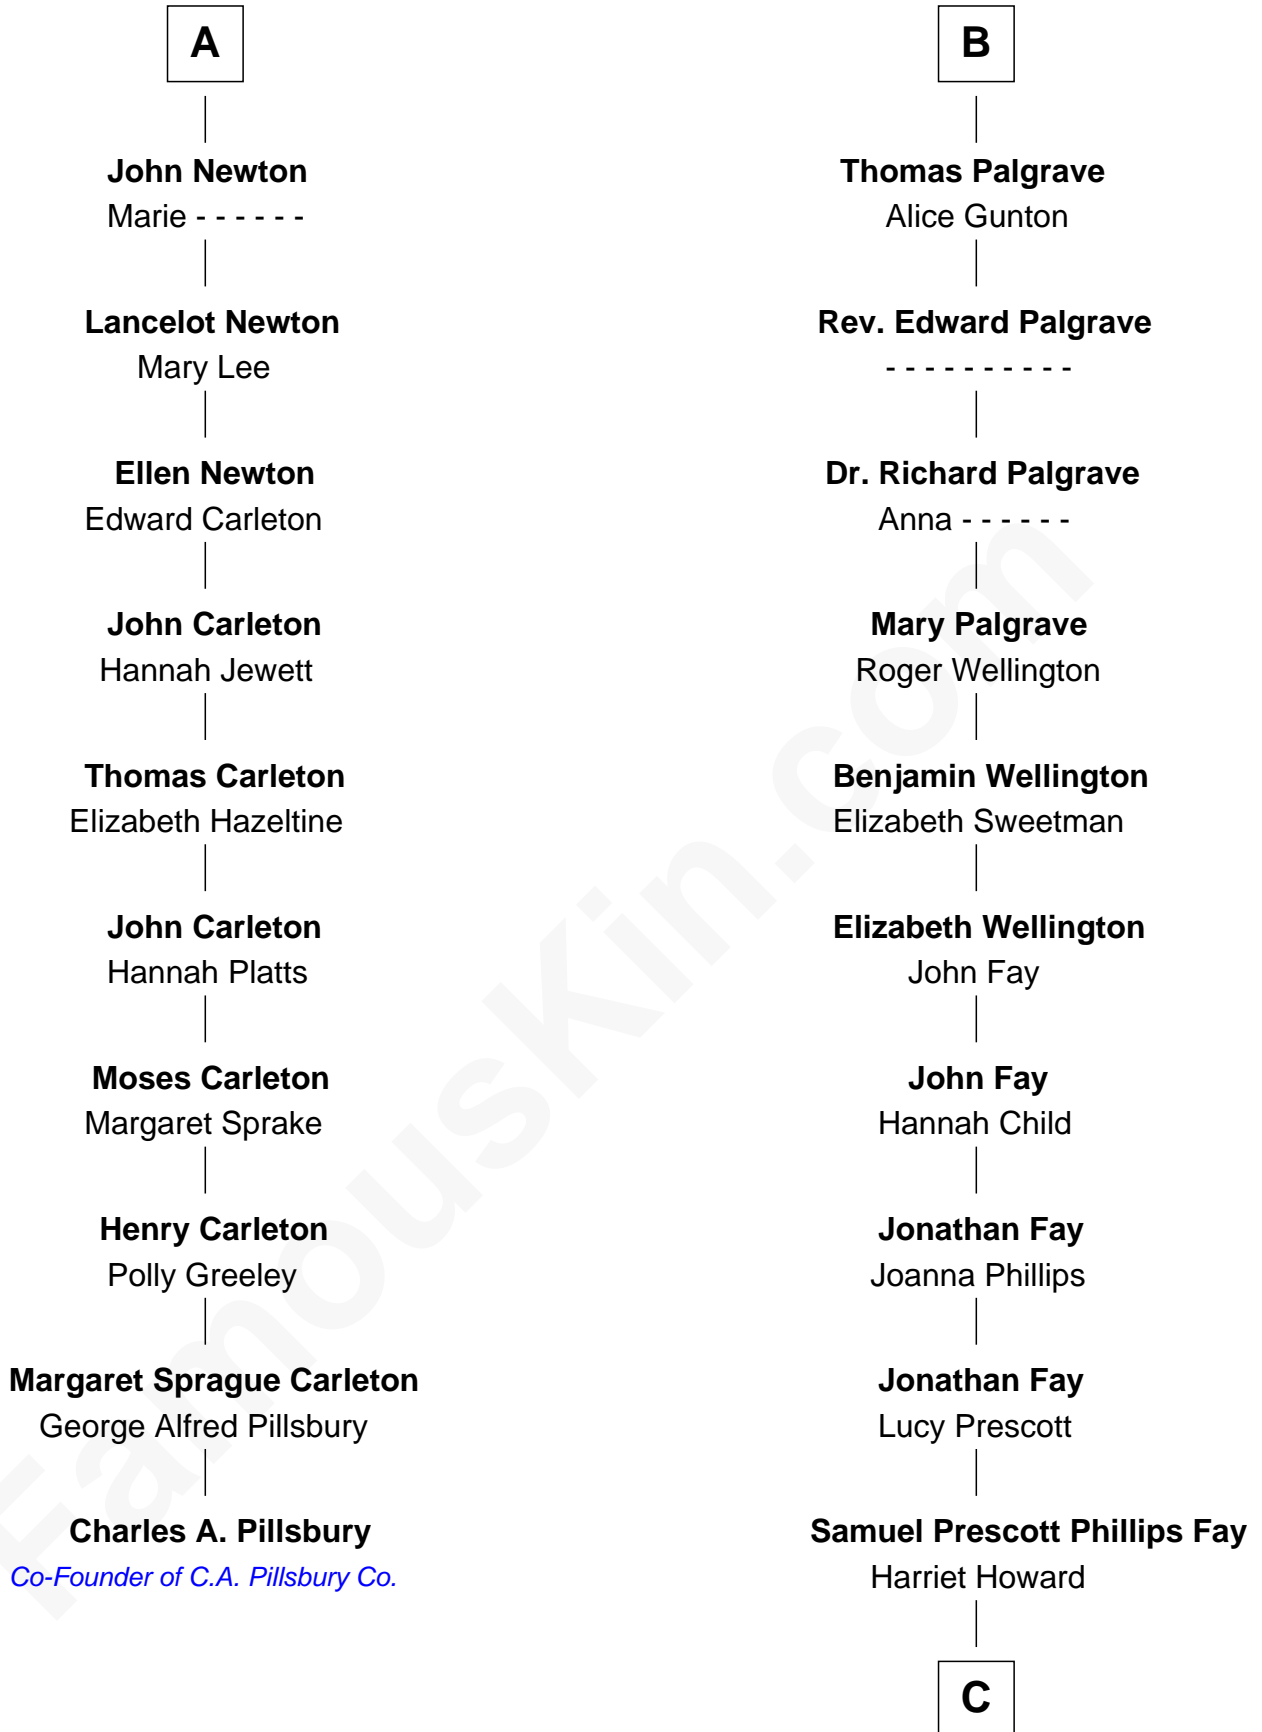 A
John Newton
Marie - - - - - -
Lancelot Newton
Mary Lee
Ellen Newton
Edward Carleton
John Carleton
Hannah Jewett
Thomas Carleton
Elizabeth Hazeltine
John Carleton
Hannah Platts
Moses Carleton
Margaret Sprake
Henry Carleton
Polly Greeley
Margaret Sprague Carleton
George Alfred Pillsbury
Charles A. Pillsbury
Co-Founder of C.A. Pillsbury Co.
B
Thomas Palgrave
Alice Gunton
Rev. Edward Palgrave
- - - - - - - - - -
Dr. Richard Palgrave
Anna - - - - - -
Mary Palgrave
Roger Wellington
Benjamin Wellington
Elizabeth Sweetman
Elizabeth Wellington
John Fay
John Fay
Hannah Child
Jonathan Fay
Joanna Phillips
Jonathan Fay
Lucy Prescott
Samuel Prescott Phillips Fay
Harriet Howard
C
FamousKin.com